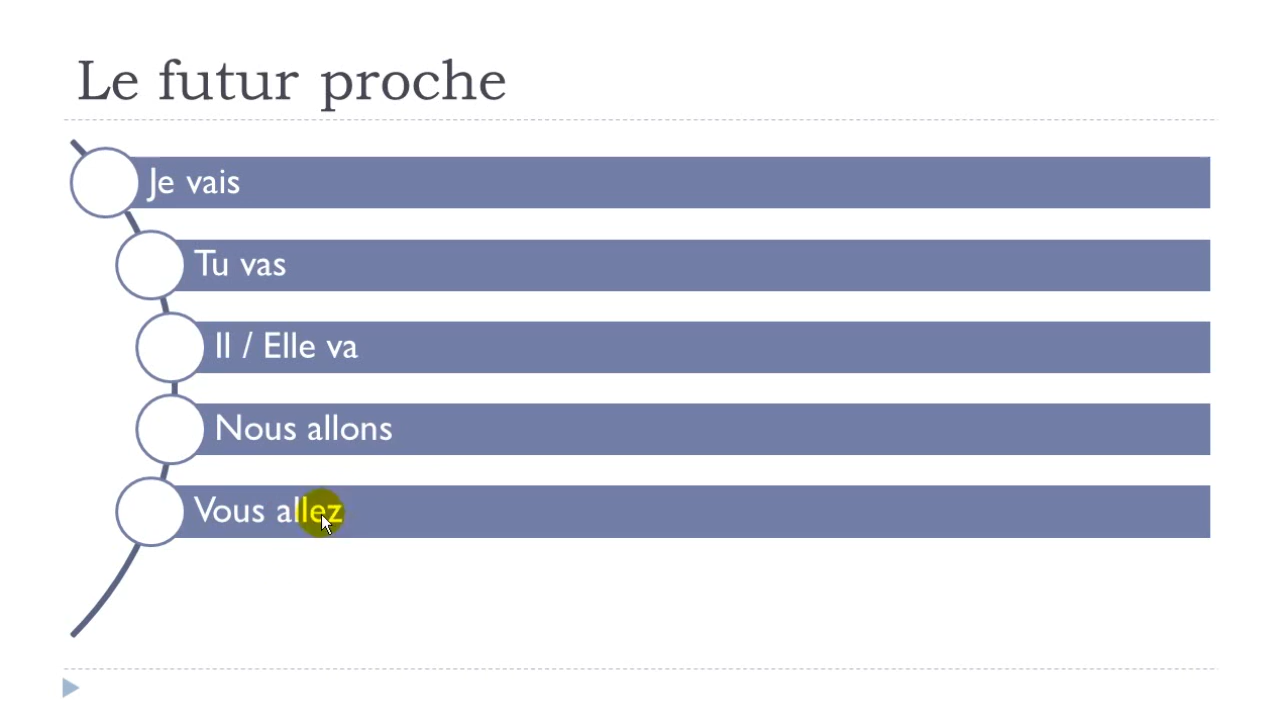 Le futur proche
Je vais
Tu vas
Il / Elle va
Nous allons
Vous allez